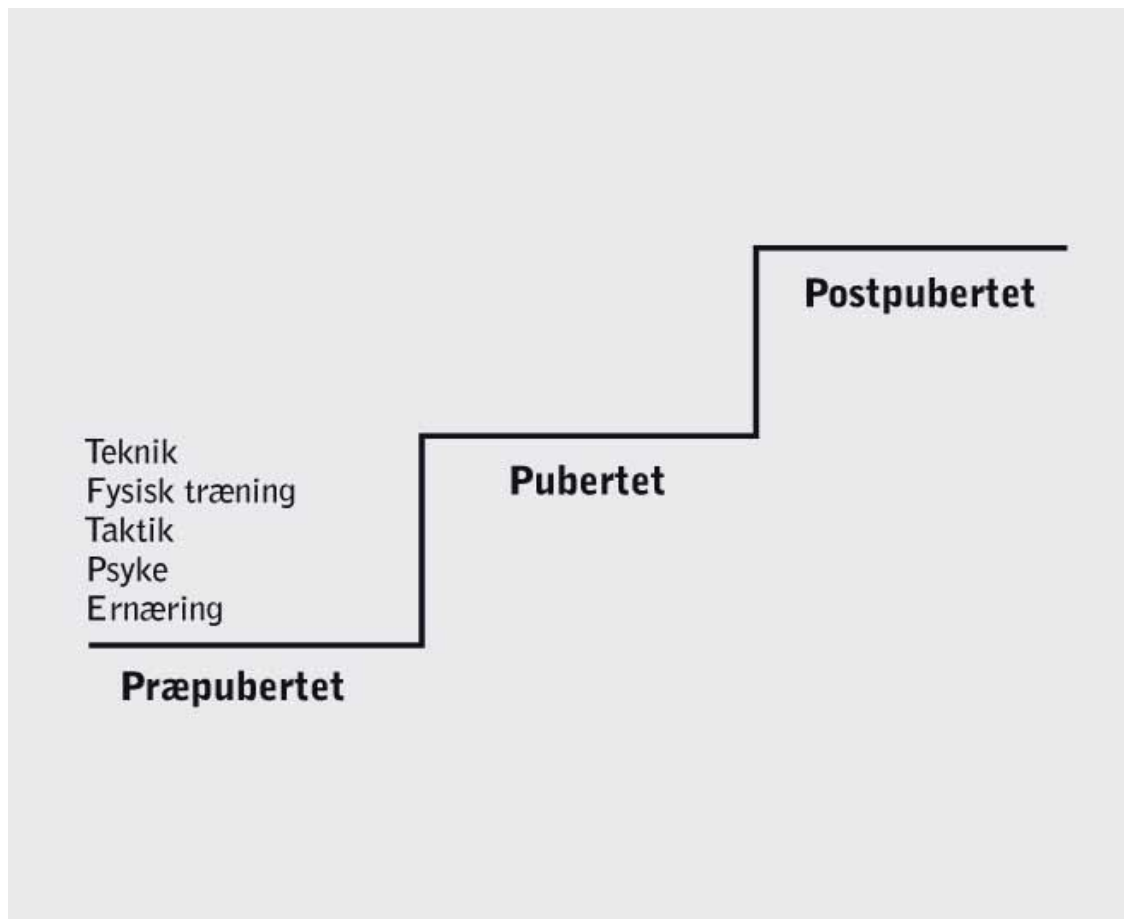 Postpubertet
Teknik
Fysisk træning
Taktik
Psyke
Ernæring
Pubertet
Præpubertet